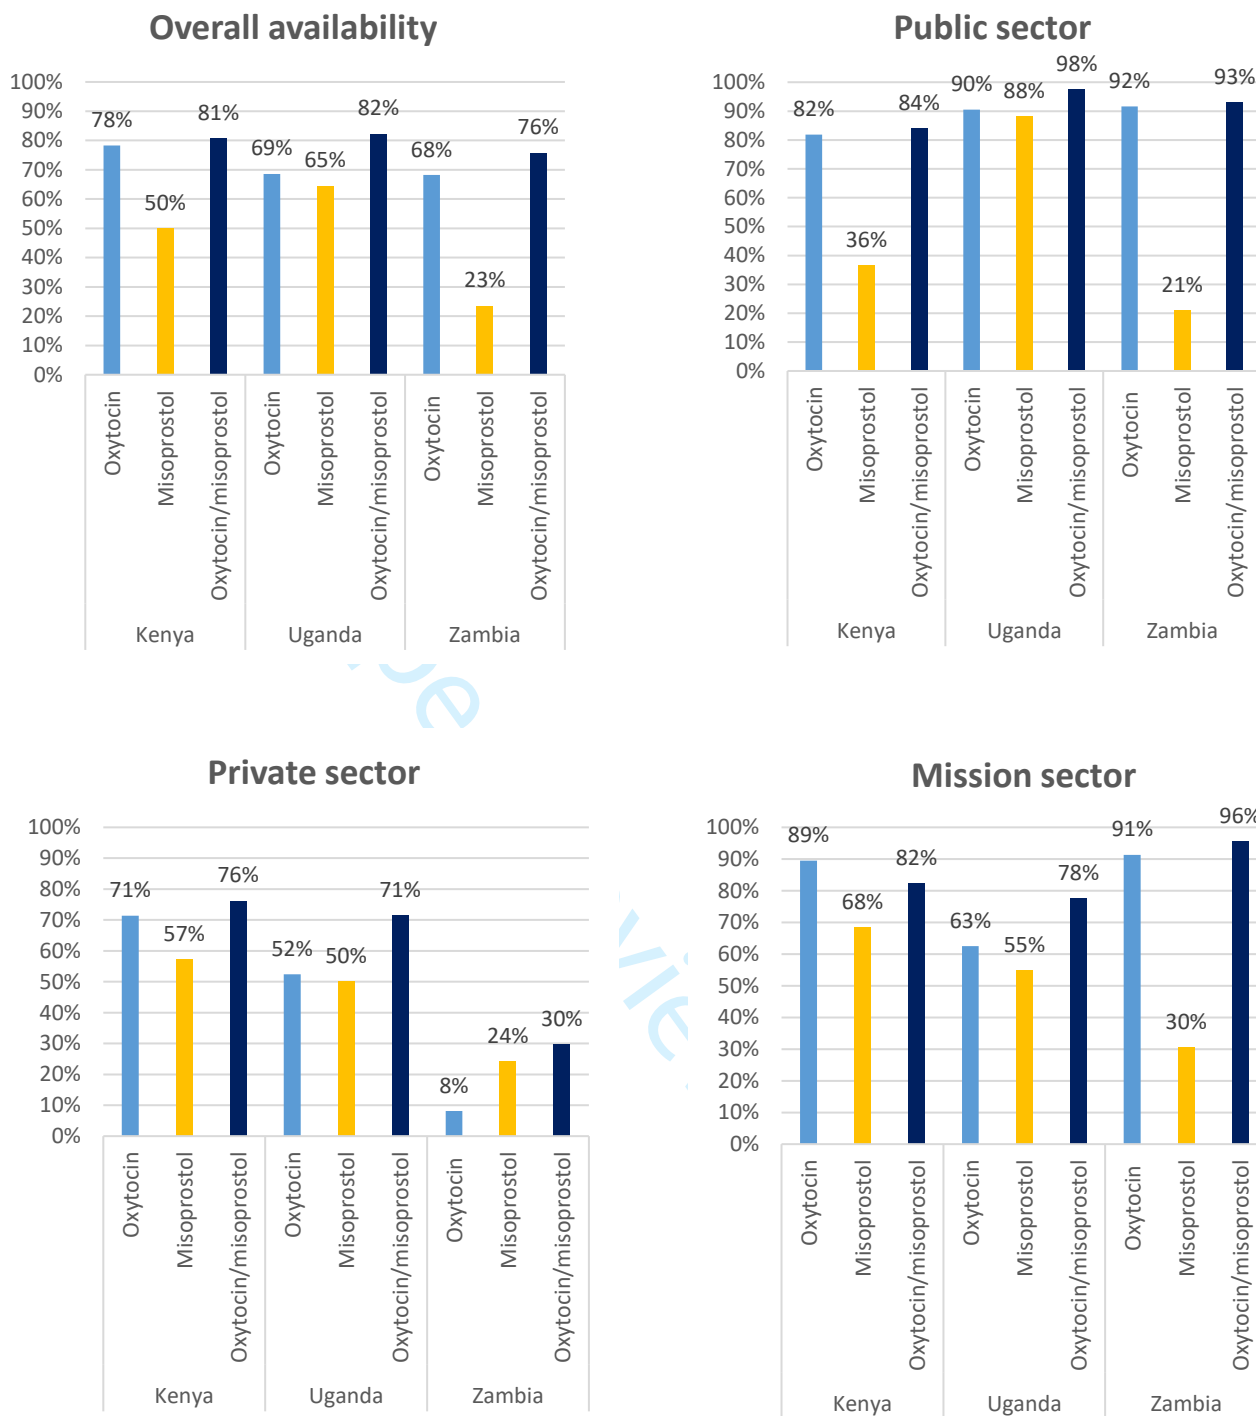 Overall availability
100%
90%
80%
70%
60%
50%
40%
30%
20%
10%
0%
78%
50%
81%
69%
65%
82%
68%
23%
76%
Oxytocin
Misoprostol
Oxytocin/misoprostol
Oxytocin
Misoprostol
Oxytocin/misoprostol
Oxytocin
Misoprostol
Oxytocin/misoprostol
Kenya
Uganda
Zambia
Public sector
100%
90%
80%
70%
60%
50%
40%
30%
20%
10%
0%
82%
36%
84%
90%
88%
98%
92%
21%
93%
Oxytocin
Misoprostol
Oxytocin/misoprostol
Oxytocin
Misoprostol
Oxytocin/misoprostol
Oxytocin
Misoprostol
Oxytocin/misoprostol
Kenya
Uganda
Zambia
Private sector
100%
90%
80%
70%
60%
50%
40%
30%
20%
10%
0%
71%
57%
76%
52%
50%
71%
8%
24%
30%
Oxytocin
Misoprostol
Oxytocin/misoprostol
Oxytocin
Misoprostol
Oxytocin/misoprostol
Oxytocin
Misoprostol
Oxytocin/misoprostol
Kenya
Uganda
Zambia
Mission sector
100%
90%
80%
70%
60%
50%
40%
30%
20%
10%
0%
89%
68%
82%
63%
55%
78%
91%
30%
96%
Oxytocin
Misoprostol
Oxytocin/misoprostol
Oxytocin
Misoprostol
Oxytocin/misoprostol
Oxytocin
Misoprostol
Oxytocin/misoprostol
Kenya
Uganda
Zambia